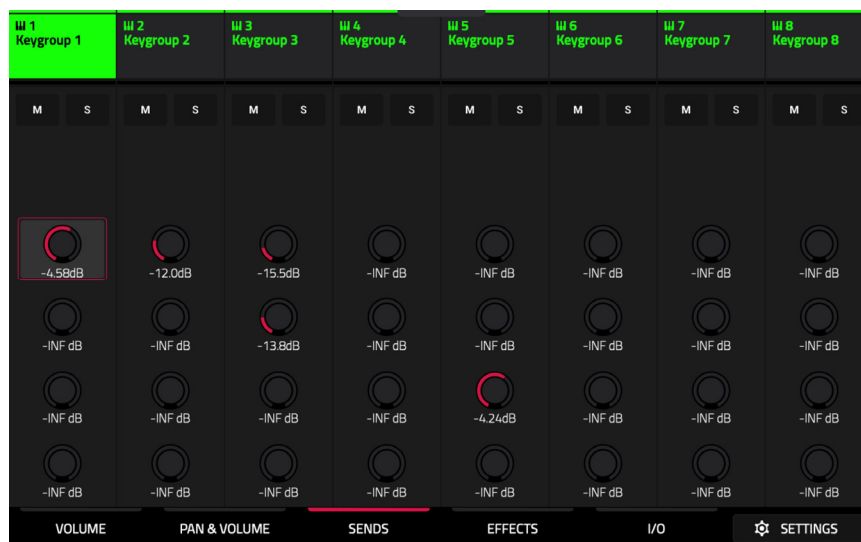 1 2 3 4 5 6 7 8
Keygroup 1 Keygroup 2 Keygroup 3 Keygroup 4 Keygroup 5 Keygroup 6 Keygroup 7 Keygroup 8
M S M S M S M S M S M S M S M S
-4.58dB -12.0dB -15.5dB -INF dB -INF dB -INF dB -INF dB -INF dB
-INF dB -INF dB -13.8dB -INF dB -INF dB -INF dB -INF dB -INF dB
-INF dB -INF dB -INF dB -INF dB -4.24dB -INF dB -INF dB -INF dB
-INF dB -INF dB -INF dB -INF dB -INF dB -INF dB -INF dB -INF dB
VOLUME PAN & VOLUME SENDS EFFECTS I/O SETTINGS